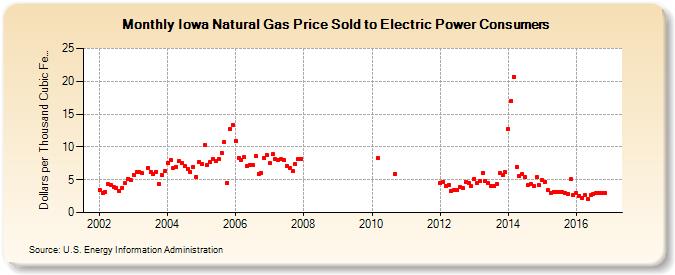 Monthly Iowa Natural Gas Price Sold to Electric Power Consumers
Dollars per Thousand Cubic Fe...
25
20
15
10
5
0
2002 2004 2006 2008 2010 2012 2014 2016
Source: U.S. Energy Information Administration